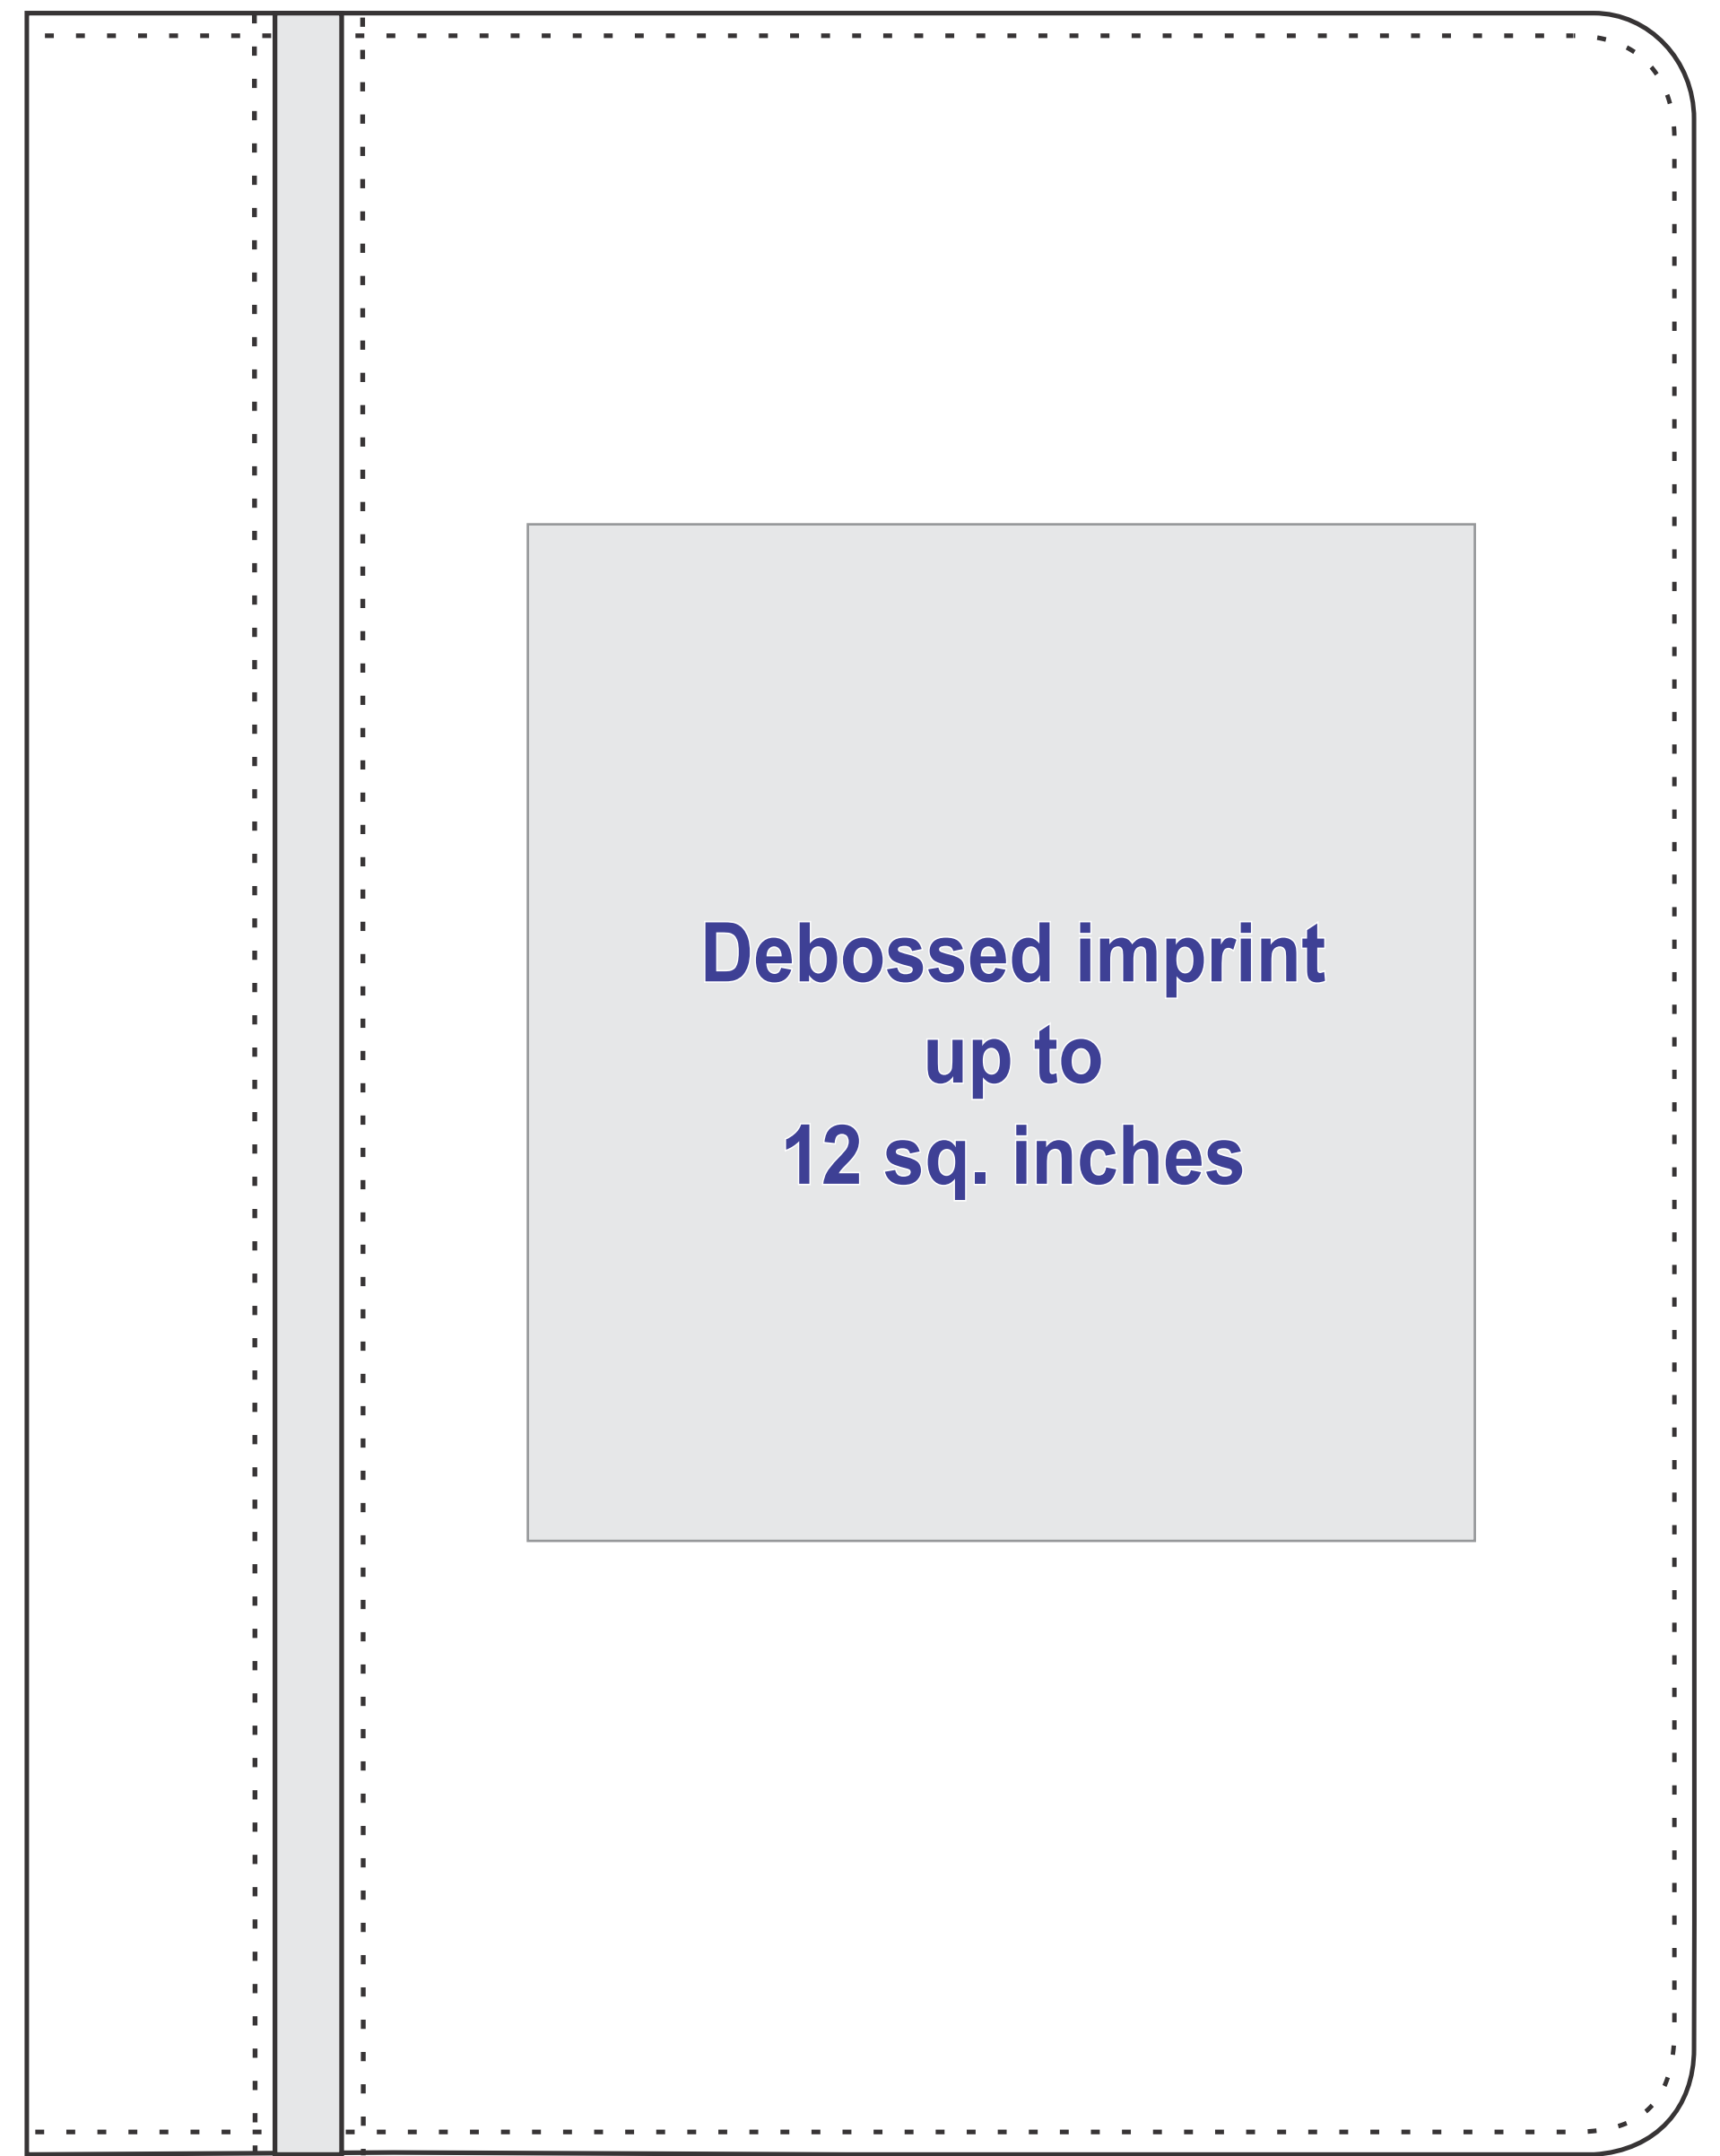 Debossed imprint
up to
12 sq. inches